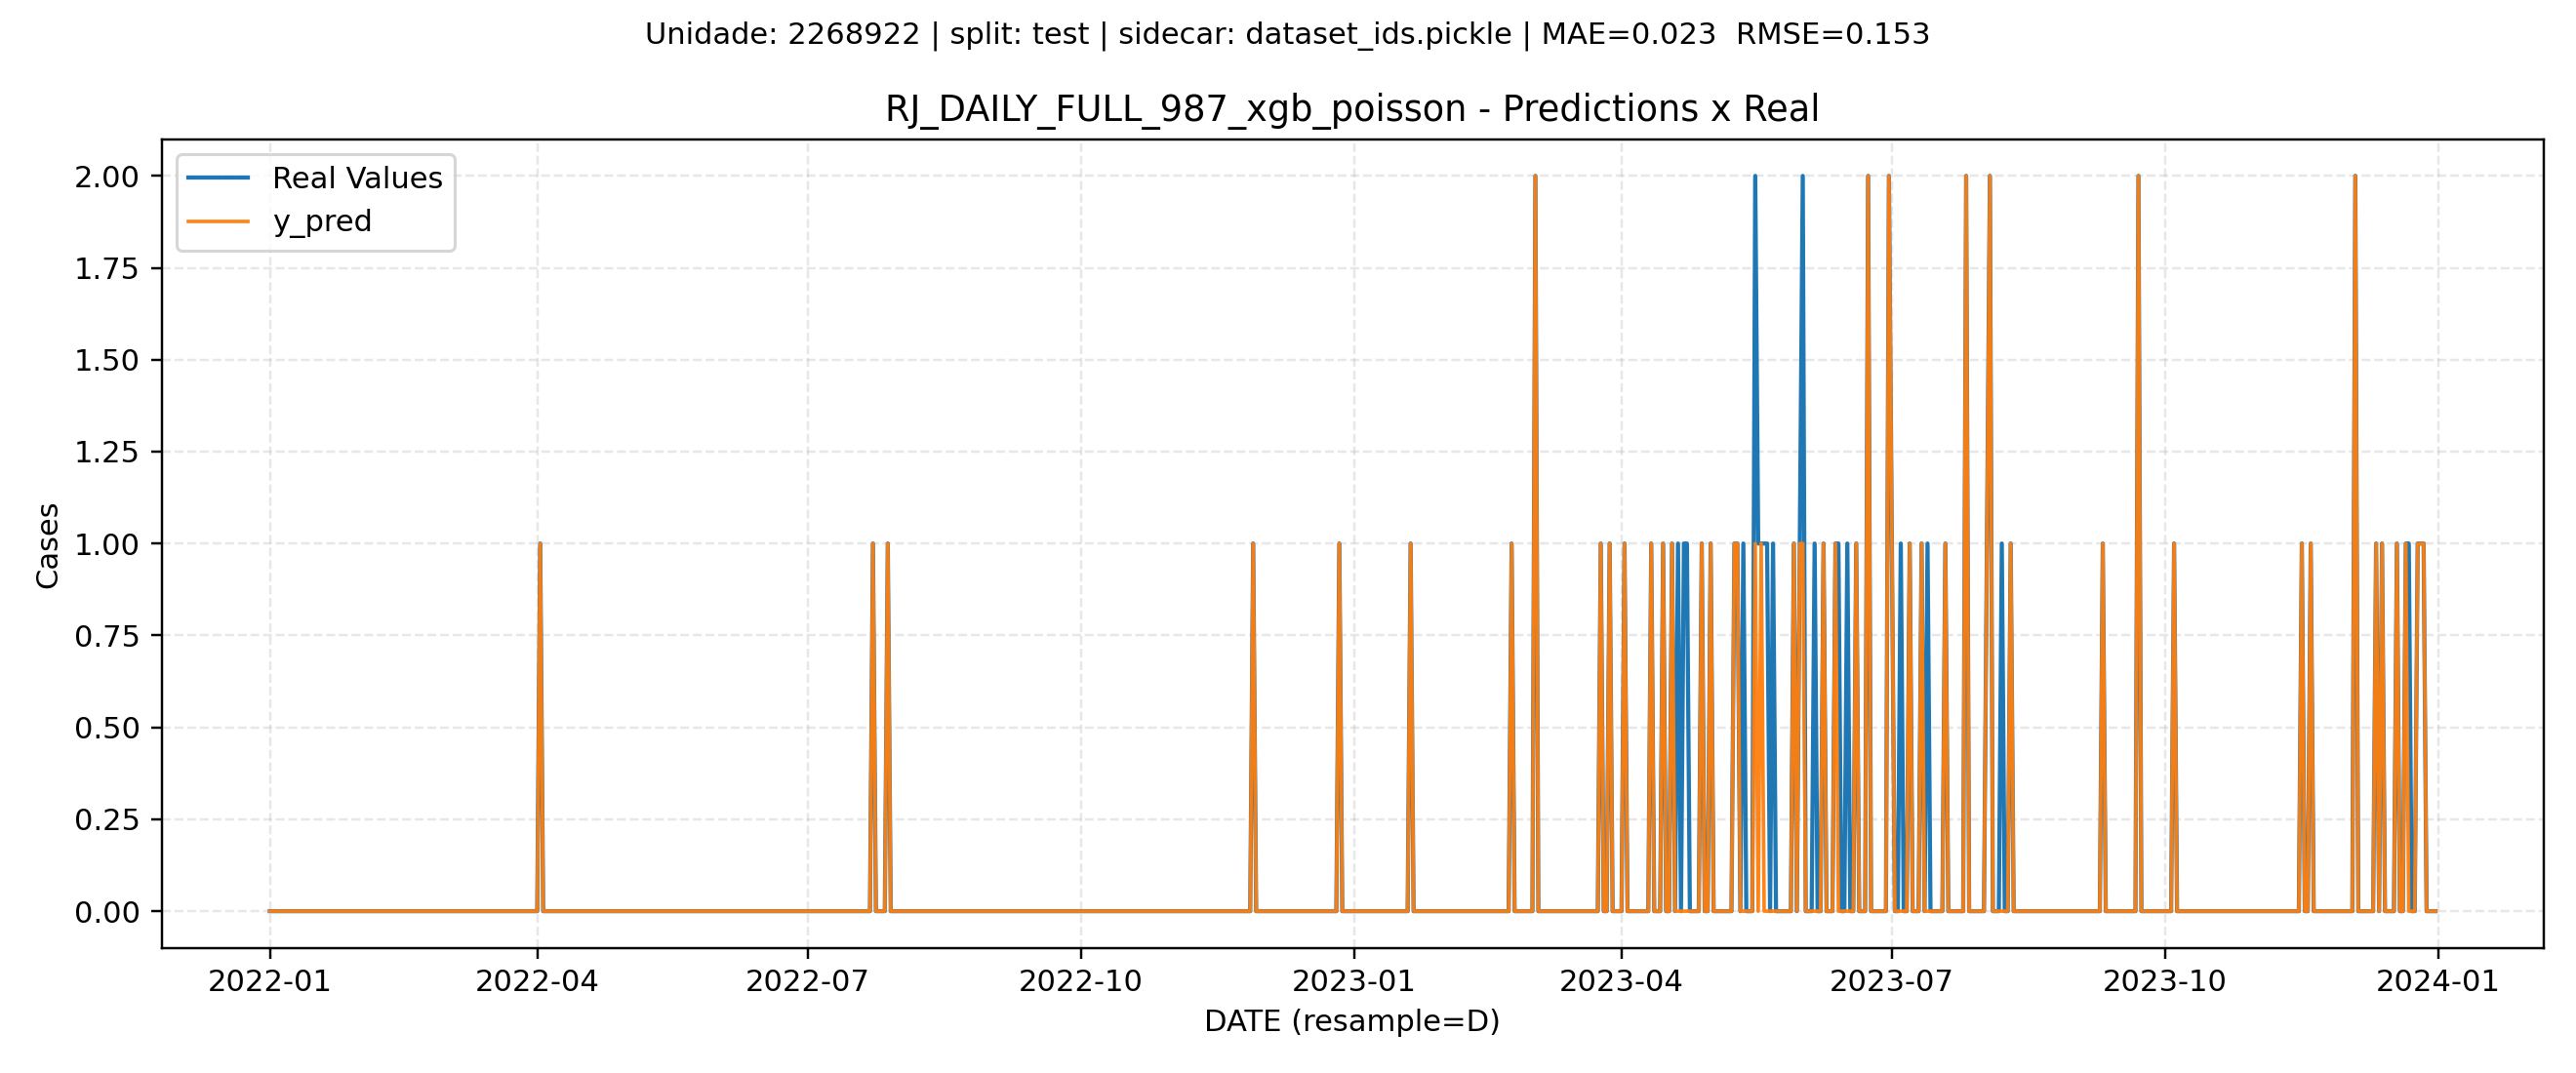 Unidade: 2268922 | split: test | sidecar: dataset_ids.pickle | MAE=0.023  RMSE=0.153
RJ_DAILY_FULL_987_xgb_poisson - Predictions x Real
Real Values
y_pred
2.00
1.75
1.50
1.25
1.00
0.75
0.50
0.25
0.00
Cases
2022-01 2022-04 2022-07 2022-10 2023-01 2023-04 2023-07 2023-10 2024-01
DATE (resample=D)